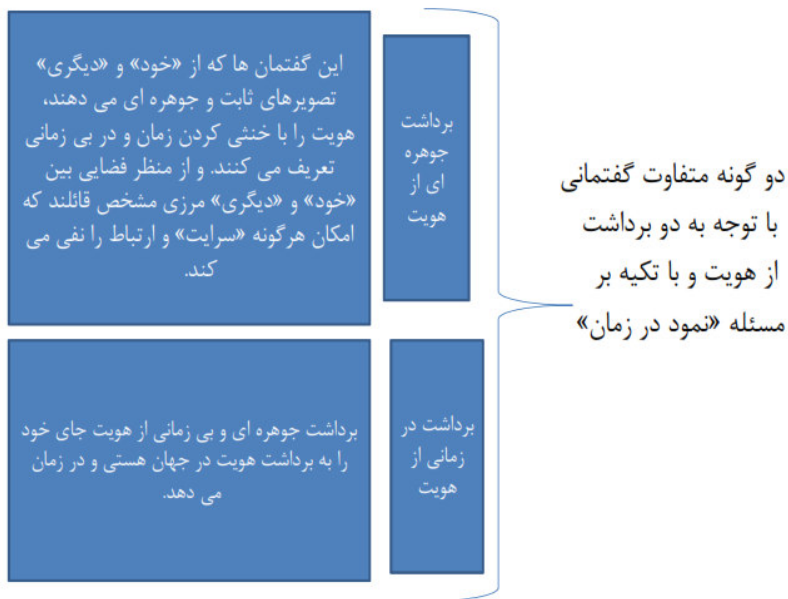 دو گونه متفاوت گفتمانی
با توجه به دو برداشت
از هویت و با تکیه بر
مسئله «نمود در زمان»
برداشت
جوهره
ای از
هویت
این گفتمان ها که از «خود» و «دیگری»
تصویرهای ثابت و جوهره ای می دهند،
هویت را با خنثی کردن زمان و در بی زمانی
تعریف می کنند. و از منظر فضایی بین
«خود» و «دیگری» مرزی مشخص قائلند که
امکان هرگونه «سرایت» و ارتباط را نفی می
کند.
برداشت در
زمانی از
هویت
برداشت جوهره ای و بی زمانی از هویت جای خود
را به برداشت هویت در جهان هستی و در زمان
می دهد.